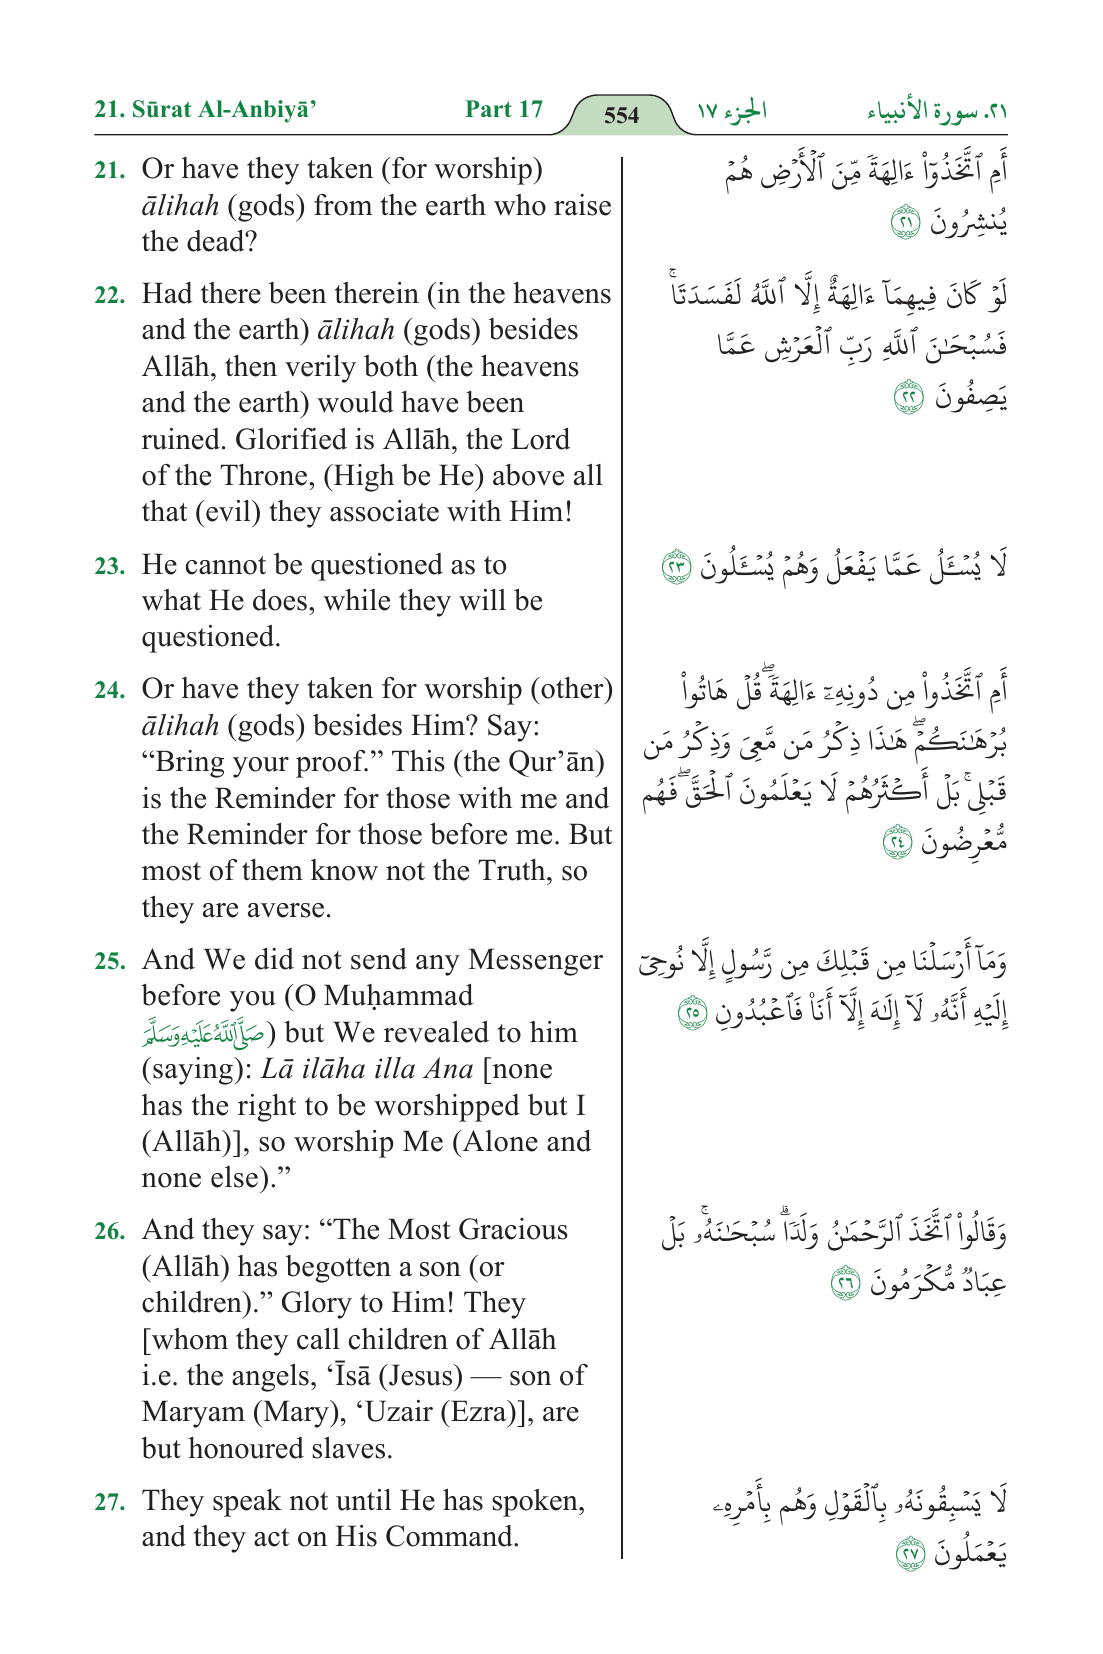 21. Sūrat Al-Anbiyā’ Part 17 554 الجزء ١٧ ٢١. سورة الأنبياء
21. Or have they taken (for worship)
ālihah (gods) from the earth who raise
the dead?
أَمِ ٱتَّخَذُوٓا۟ ءَالِهَةً مِّنَ ٱلْأَرْضِ هُمْ
يُنشِرُونَ ٢١
22. Had there been therein (in the heavens
and the earth) ālihah (gods) besides
Allāh, then verily both (the heavens
and the earth) would have been
ruined. Glorified is Allāh, the Lord
of the Throne, (High be He) above all
that (evil) they associate with Him!
لَوْ كَانَ فِيهِمَآ ءَالِهَةٌ إِلَّا ٱللَّهُ لَفَسَدَتَا ۚ
فَسُبْحَـٰنَ ٱللَّهِ رَبِّ ٱلْعَرْشِ عَمَّا
يَصِفُونَ ٢٢
23. He cannot be questioned as to
what He does, while they will be
questioned.
لَا يُسْـَٔلُ عَمَّا يَفْعَلُ وَهُمْ يُسْـَٔلُونَ ٢٣
24. Or have they taken for worship (other)
ālihah (gods) besides Him? Say:
“Bring your proof.” This (the Qur’ān)
is the Reminder for those with me and
the Reminder for those before me. But
most of them know not the Truth, so
they are averse.
أَمِ ٱتَّخَذُوا۟ مِن دُونِهِۦٓ ءَالِهَةً ۖ قُلْ هَاتُوا۟
بُرْهَـٰنَكُمْ ۖ هَـٰذَا ذِكْرُ مَن مَّعِىَ وَذِكْرُ مَن
قَبْلِى ۚ بَلْ أَكْثَرُهُمْ لَا يَعْلَمُونَ ٱلْحَقَّ ۖ فَهُم
مُّعْرِضُونَ ٢٤
25. And We did not send any Messenger
before you (O Muḥammad
صَلَّى ٱللَّهُ عَلَيْهِ وَسَلَّمَ) but We revealed to him
(saying): Lā ilāha illa Ana [none
has the right to be worshipped but I
(Allāh)], so worship Me (Alone and
none else).”
وَمَآ أَرْسَلْنَا مِن قَبْلِكَ مِن رَّسُولٍ إِلَّا نُوحِىٓ
إِلَيْهِ أَنَّهُۥ لَآ إِلَـٰهَ إِلَّآ أَنَا۠ فَٱعْبُدُونِ ٢٥
26. And they say: “The Most Gracious
(Allāh) has begotten a son (or
children).” Glory to Him! They
[whom they call children of Allāh
i.e. the angels, ‘Īsā (Jesus) — son of
Maryam (Mary), ‘Uzair (Ezra)], are
but honoured slaves.
وَقَالُوا۟ ٱتَّخَذَ ٱلرَّحْمَـٰنُ وَلَدًا ۗ سُبْحَـٰنَهُۥ ۚ بَلْ
عِبَادٌ مُّكْرَمُونَ ٢٦
27. They speak not until He has spoken,
and they act on His Command.
لَا يَسْبِقُونَهُۥ بِٱلْقَوْلِ وَهُم بِأَمْرِهِۦ
يَعْمَلُونَ ٢٧